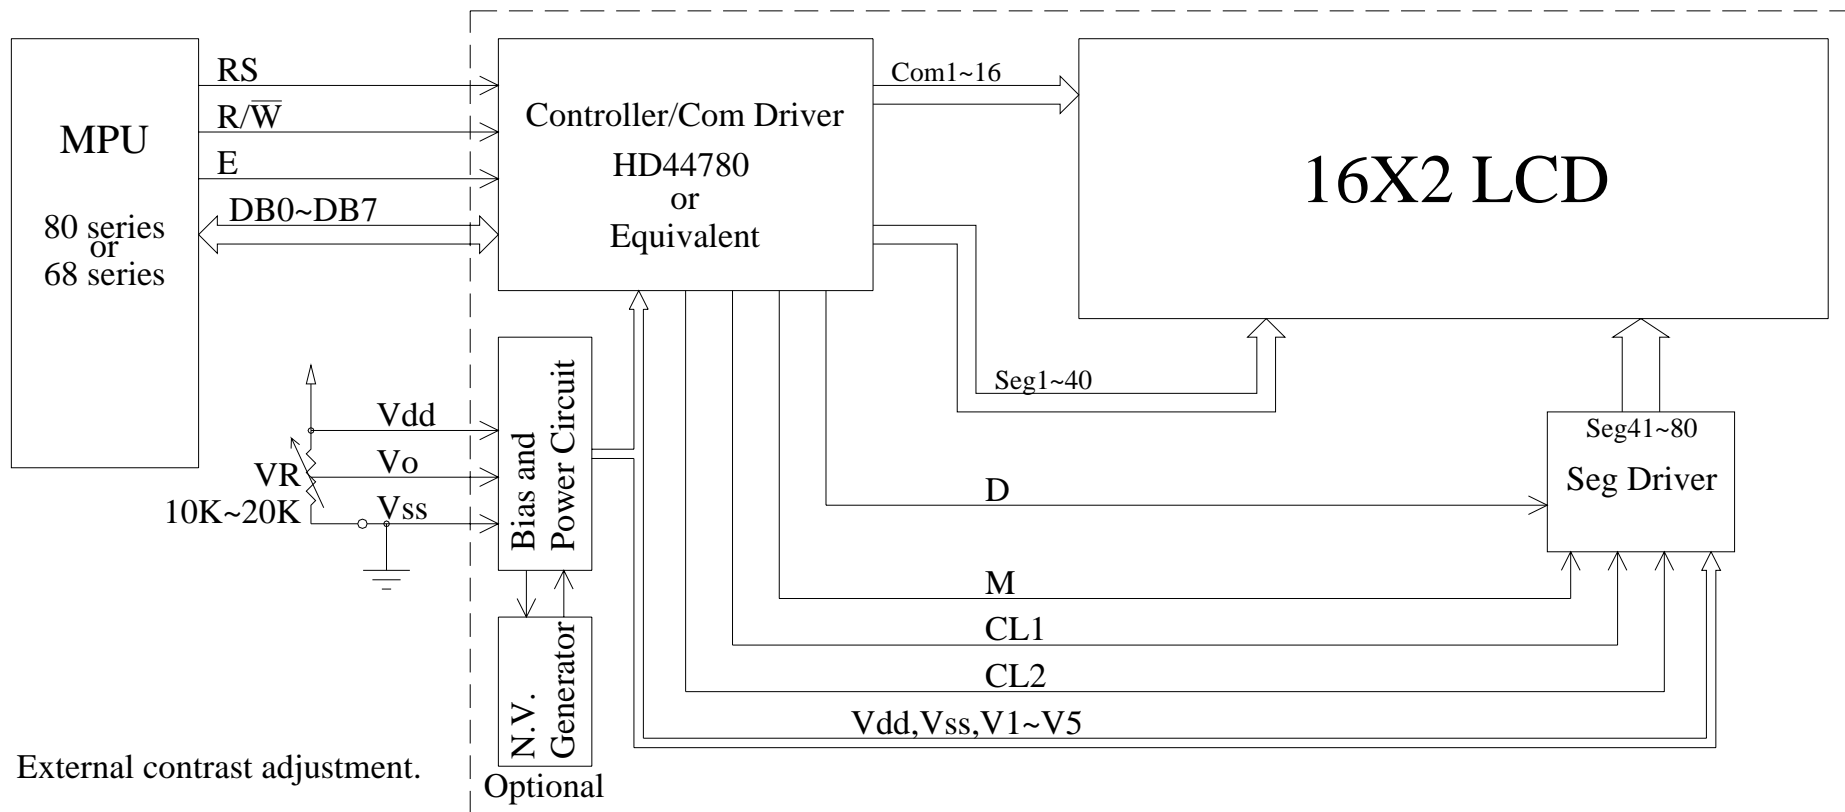 MPU
80 series
or
68 series
RS
R/W̅
E
DB0~DB7
Controller/Com Driver
HD44780
or
Equivalent
Com1~16
16X2 LCD
Seg1~40
Seg41~80
Seg Driver
Vdd
Vo
Vss
VR
10K~20K
Bias and
Power Circuit
N.V.
Generator
Optional
D
M
CL1
CL2
Vdd,Vss,V1~V5
External contrast adjustment.